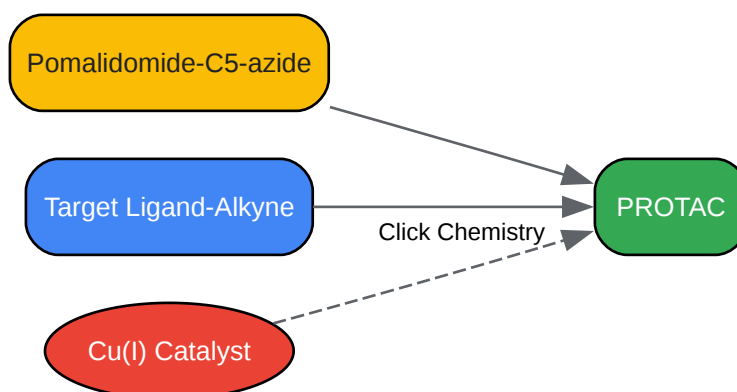 Pomalidomide-C5-azide
Target Ligand-Alkyne
PROTAC
Click Chemistry
Cu(I) Catalyst